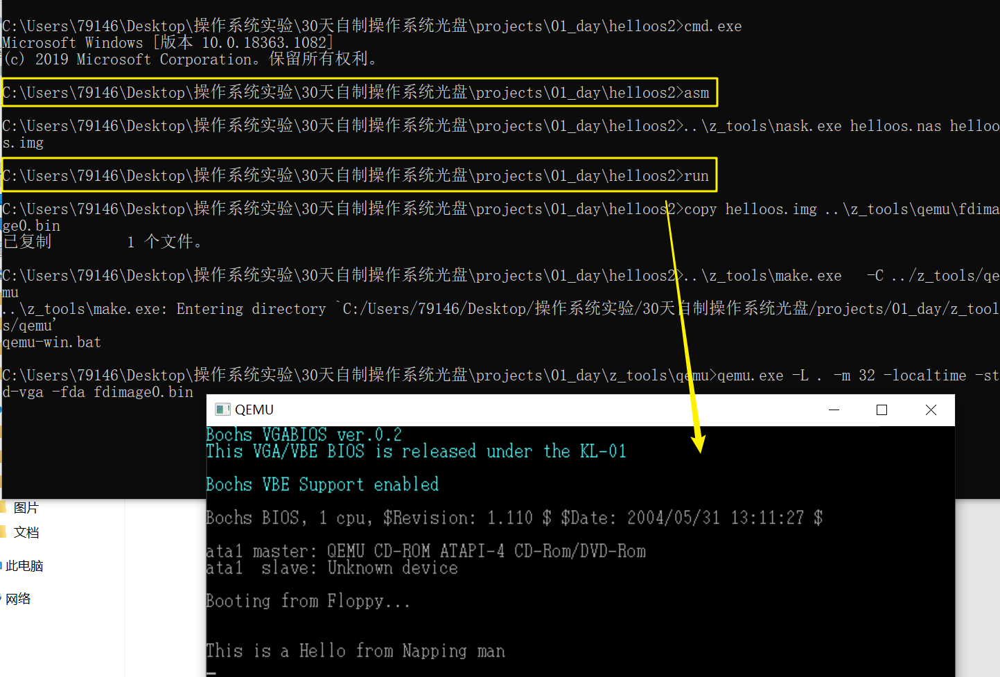 C:\Users\79146\Desktop\操作系统实验\30天自制操作系统光盘\projects\01_day\helloos2>cmd.exe
Microsoft Windows [版本 10.0.18363.1082]
(c) 2019 Microsoft Corporation。保留所有权利。
C:\Users\79146\Desktop\操作系统实验\30天自制操作系统光盘\projects\01_day\helloos2>asm
C:\Users\79146\Desktop\操作系统实验\30天自制操作系统光盘\projects\01_day\helloos2>..\z_tools\nask.exe helloos.nas helloo
s.img
C:\Users\79146\Desktop\操作系统实验\30天自制操作系统光盘\projects\01_day\helloos2>run
C:\Users\79146\Desktop\操作系统实验\30天自制操作系统光盘\projects\01_day\helloos2>copy helloos.img ..\z_tools\qemu\fdima
ge0.bin
已复制         1 个文件。
C:\Users\79146\Desktop\操作系统实验\30天自制操作系统光盘\projects\01_day\helloos2>..\z_tools\make.exe   -C ../z_tools/qe
mu
..\z_tools\make.exe: Entering directory `C:/Users/79146/Desktop/操作系统实验/30天自制操作系统光盘/projects/01_day/z_tool
s/qemu'
qemu-win.bat
C:\Users\79146\Desktop\操作系统实验\30天自制操作系统光盘\projects\01_day\z_tools\qemu>qemu.exe -L . -m 32 -localtime -st
d-vga -fda fdimage0.bin
QEMU
Bochs VGABIOS ver.0.2
This VGA/VBE BIOS is released under the KL-01
Bochs VBE Support enabled
Bochs BIOS, 1 cpu, $Revision: 1.110 $ $Date: 2004/05/31 13:11:27 $
ata1 master: QEMU CD-ROM ATAPI-4 CD-Rom/DVD-Rom
ata1  slave: Unknown device
Booting from Floppy...
This is a Hello from Napping man
图片
文档
此电脑
网络